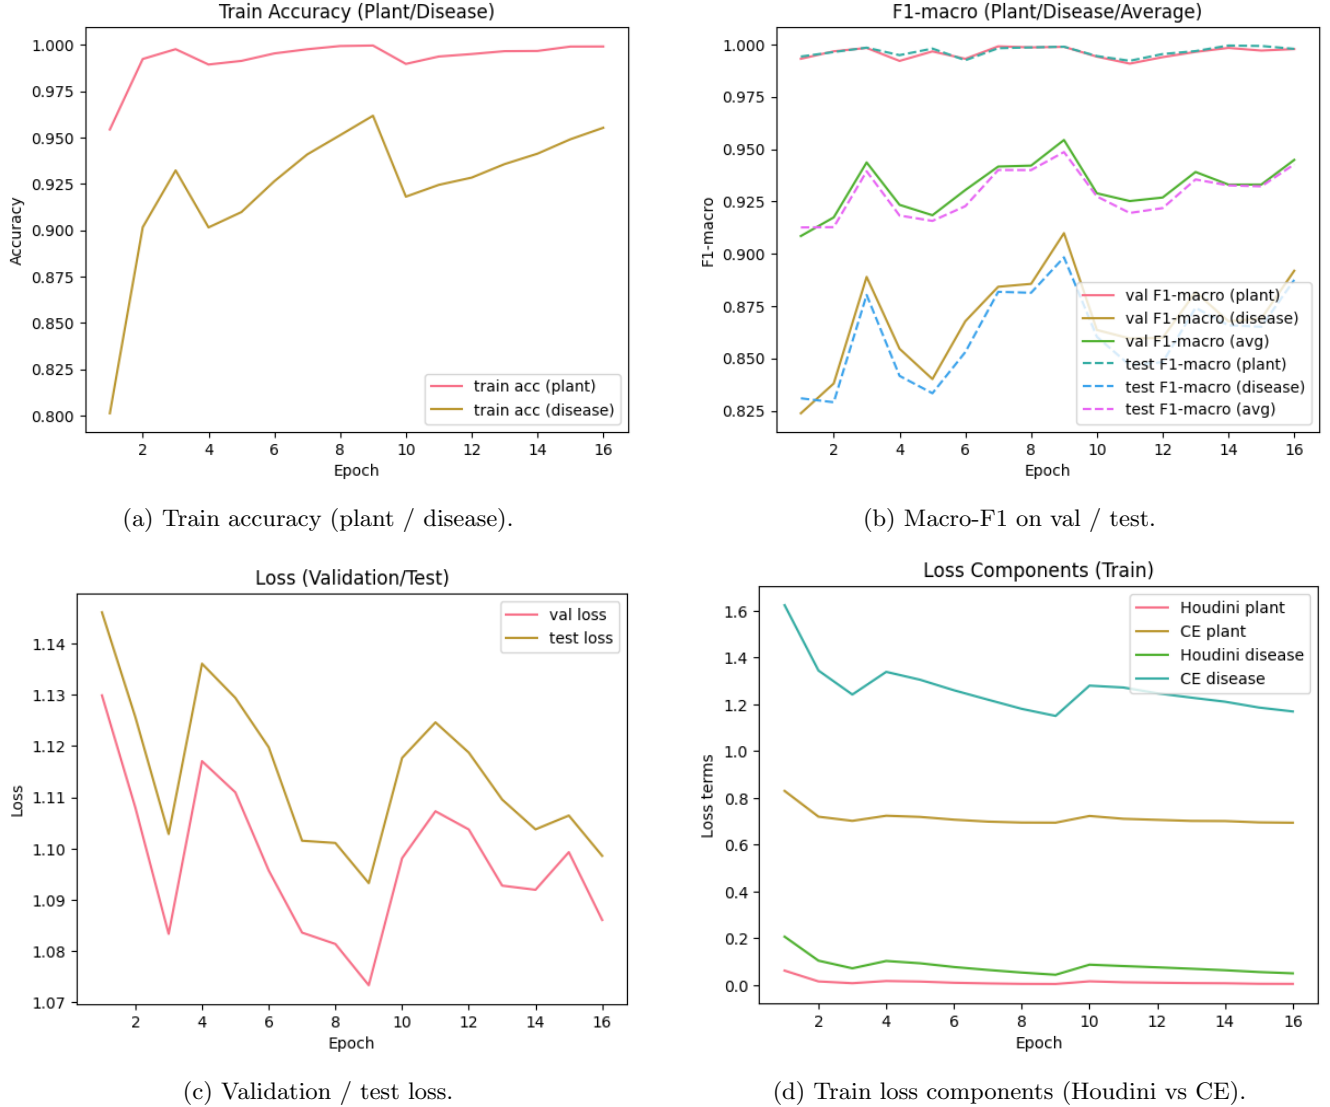 Train Accuracy (Plant/Disease)
1.000
0.975
0.950
0.925
0.900
0.875
0.850
0.825
0.800
Accuracy
train acc (plant)
train acc (disease)
2 4 6 8 10 12 14 16
Epoch
(a) Train accuracy (plant / disease).
F1-macro (Plant/Disease/Average)
1.000
0.975
0.950
0.925
0.900
0.875
0.850
0.825
F1-macro
val F1-macro (plant)
val F1-macro (disease)
val F1-macro (avg)
test F1-macro (plant)
test F1-macro (disease)
test F1-macro (avg)
2 4 6 8 10 12 14 16
Epoch
(b) Macro-F1 on val / test.
Loss (Validation/Test)
1.14
1.13
1.12
1.11
1.10
1.09
1.08
1.07
Loss
val loss
test loss
2 4 6 8 10 12 14 16
Epoch
(c) Validation / test loss.
Loss Components (Train)
1.6
1.4
1.2
1.0
0.8
0.6
0.4
0.2
0.0
Loss terms
Houdini plant
CE plant
Houdini disease
CE disease
2 4 6 8 10 12 14 16
Epoch
(d) Train loss components (Houdini vs CE).